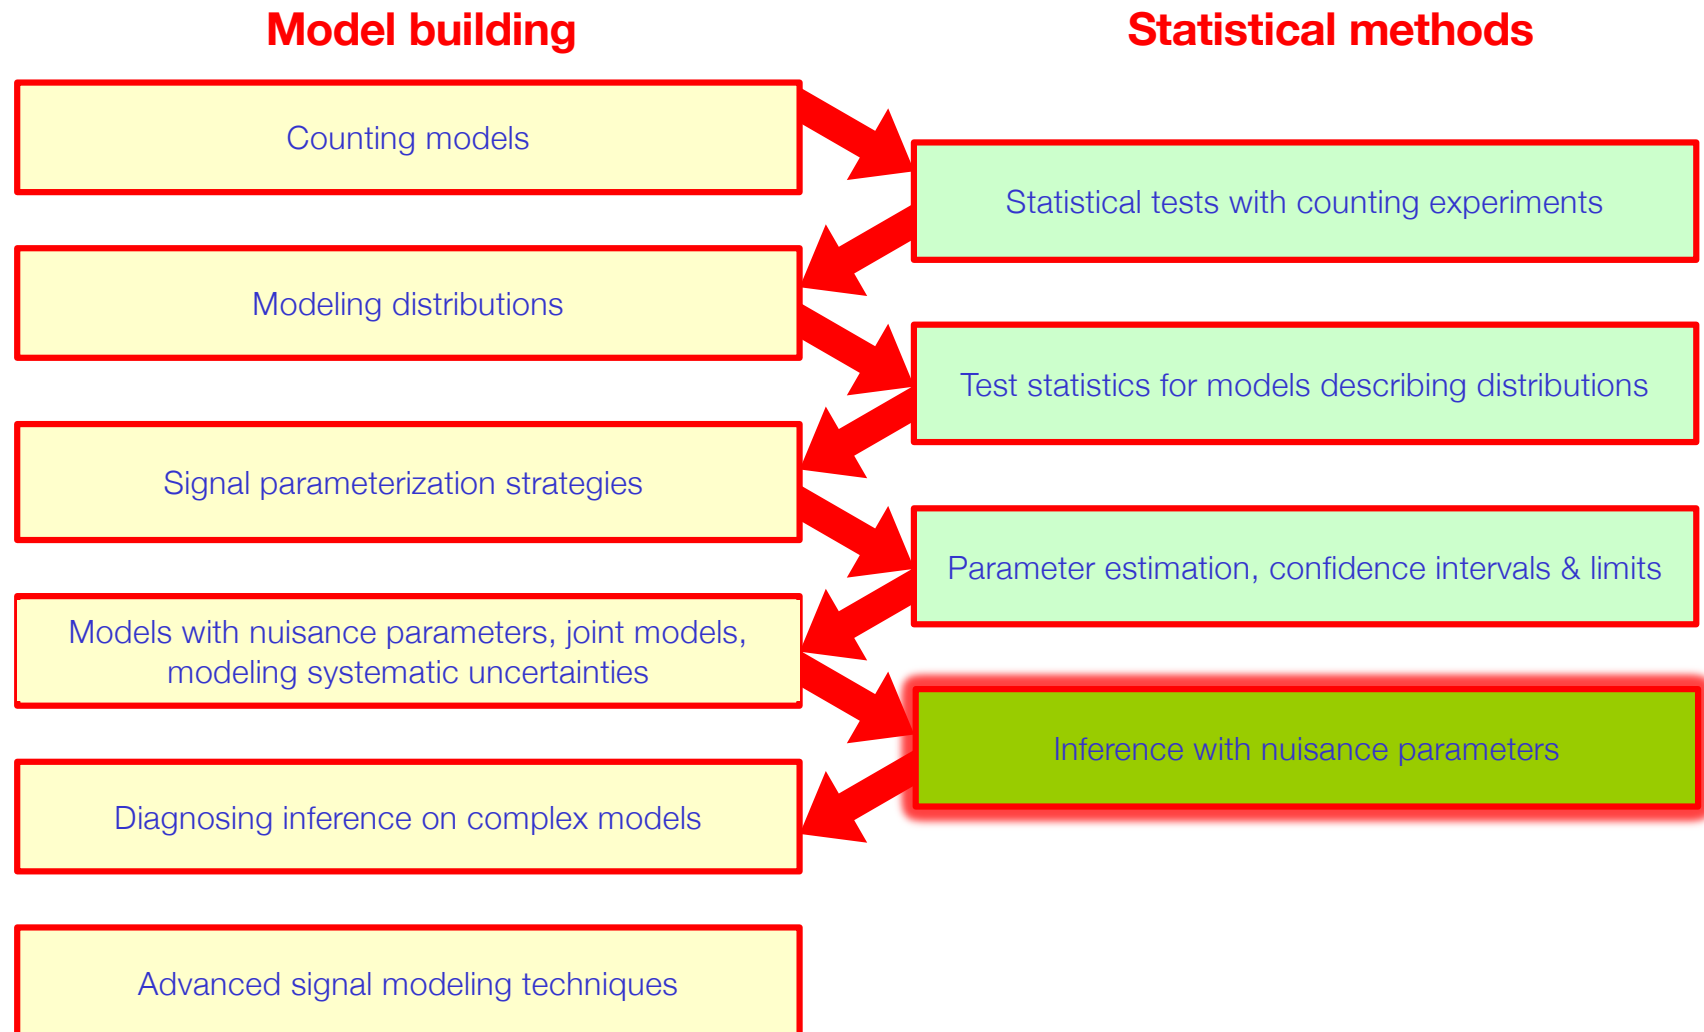 Model building
Statistical methods
Counting models
Statistical tests with counting experiments
Modeling distributions
Test statistics for models describing distributions
Signal parameterization strategies
Parameter estimation, confidence intervals & limits
Models with nuisance parameters, joint models,
modeling systematic uncertainties
Inference with nuisance parameters
Diagnosing inference on complex models
Advanced signal modeling techniques